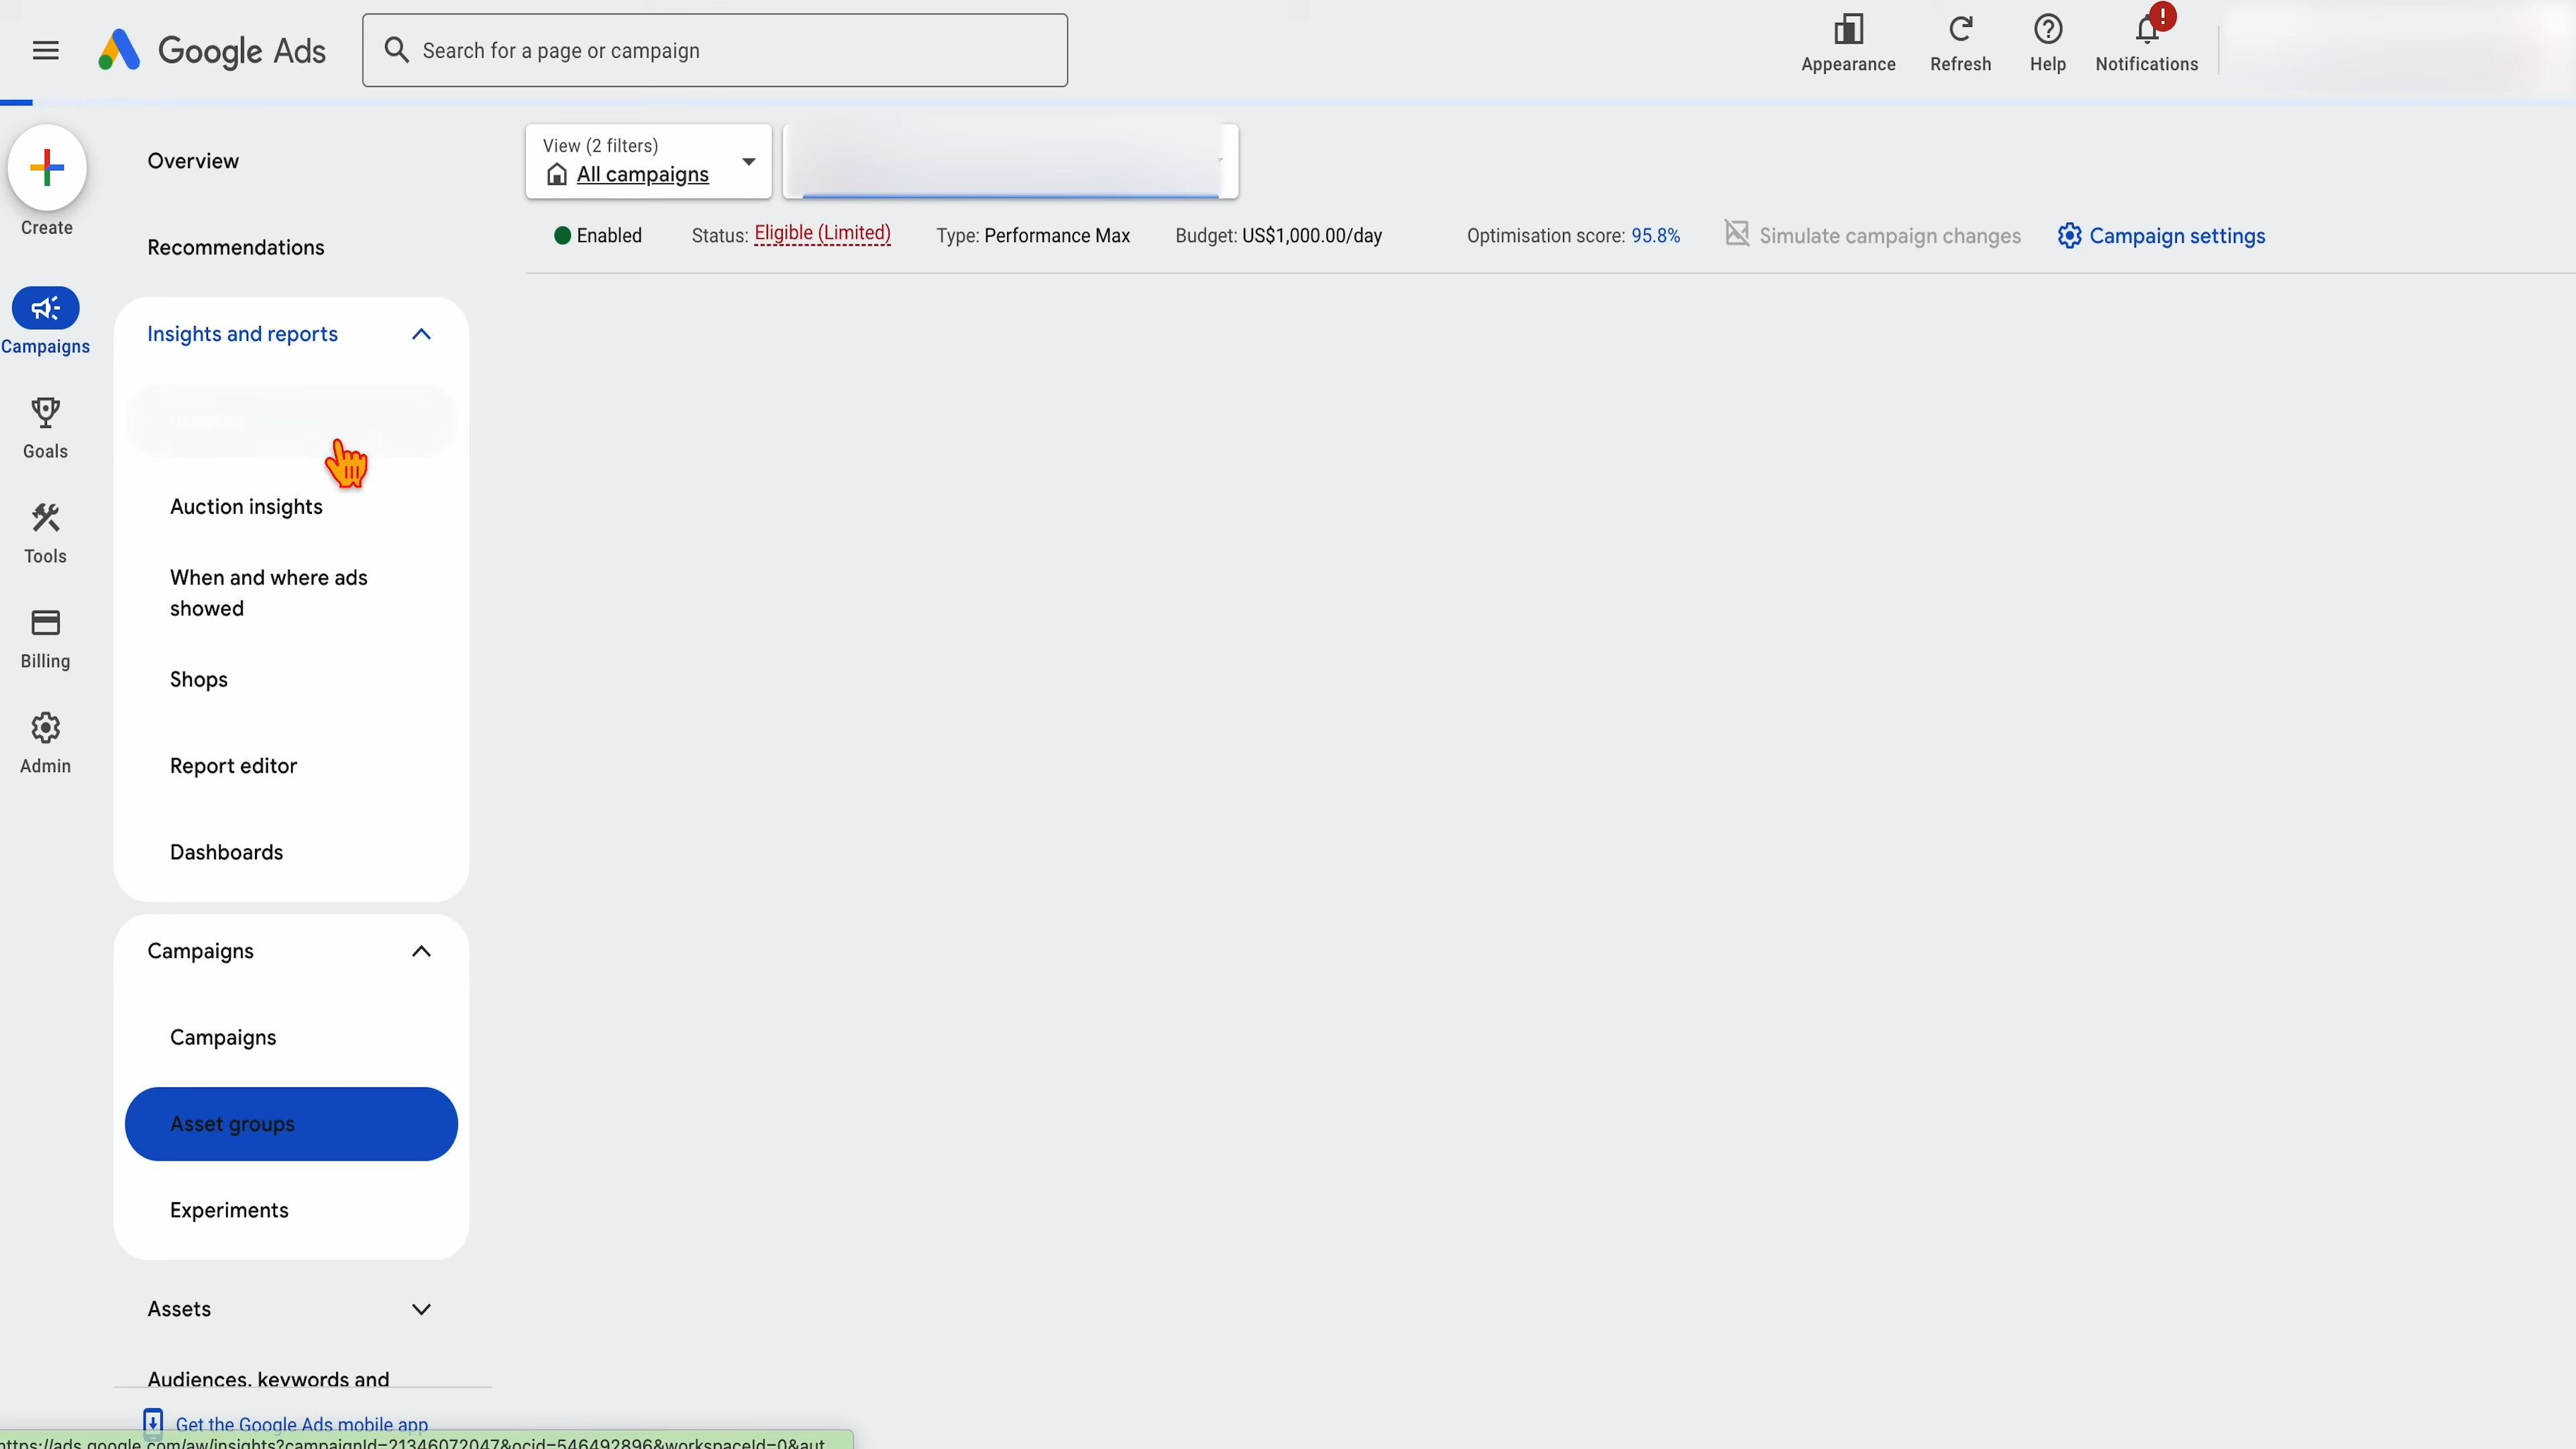 Google Ads
Search for a page or campaign
Appearance
Refresh
Help
!
Notifications
Create
Campaigns
Goals
Tools
Billing
Admin
Overview
Recommendations
Insights and reports
Auction insights
When and where ads
showed
Shops
Report editor
Dashboards
Campaigns
Campaigns
Asset groups
Experiments
Assets
Audiences, keywords and
Get the Google Ads mobile app
View (2 filters)
All campaigns
Enabled
Status: Eligible (Limited)
Type: Performance Max
Budget: US$1,000.00/day
Optimisation score: 95.8%
Simulate campaign changes
Campaign settings
https://ads.google.com/aw/insights?campaignId=21346072047&ocid=546492896&workspaceId=0&aut